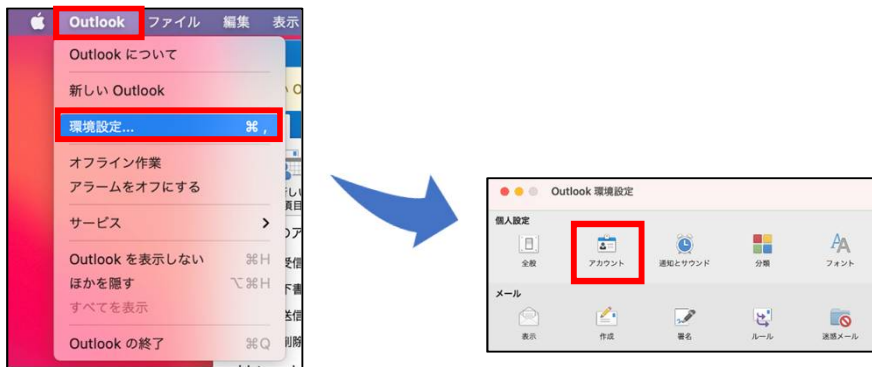 Outlook ファイル 編集 表示
Outlook について
新しい Outlook
環境設定... ⌘ ,
オフライン作業
アラームをオフにする
サービス
Outlook を表示しない ⌘H
ほかを隠す ⌥⌘H
すべてを表示
Outlook の終了 ⌘Q
Outlook 環境設定
個人設定
全般 アカウント 通知とサウンド 分類 フォント
メール
表示 作成 署名 ルール 迷惑メール